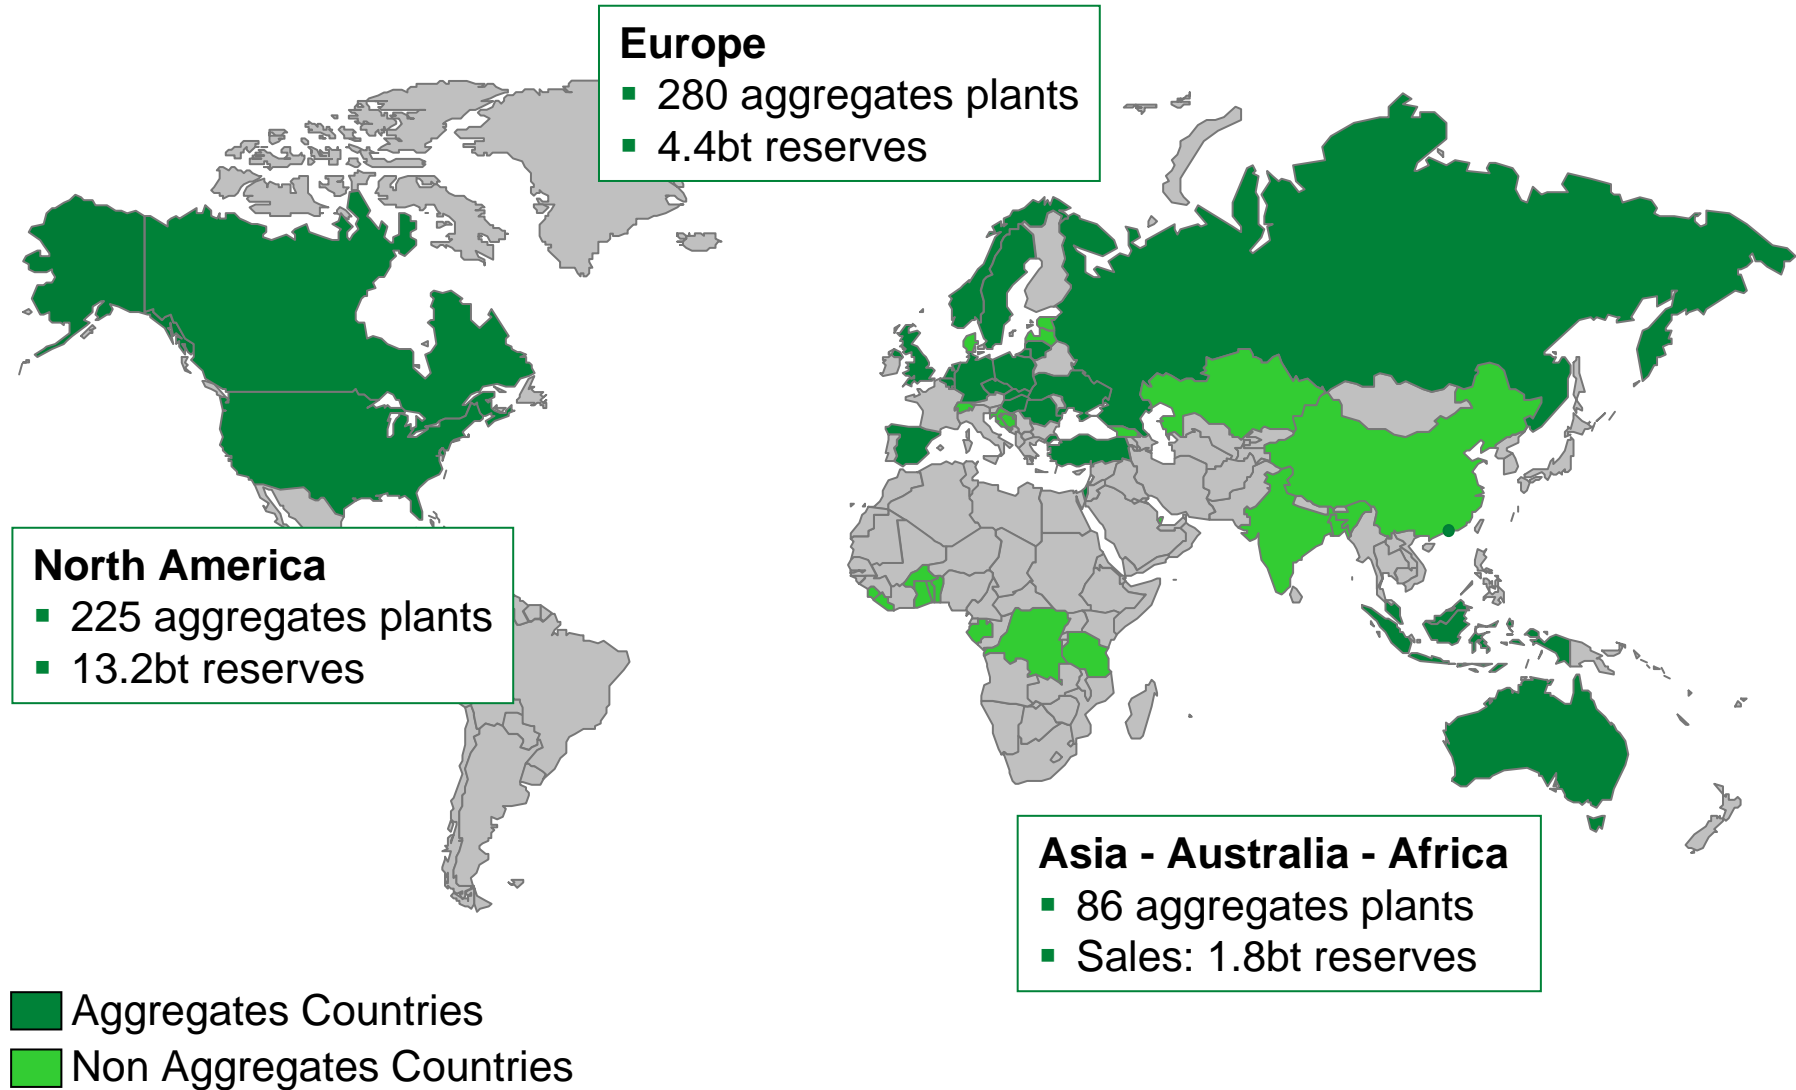 Europe
▪ 280 aggregates plants
▪ 4.4bt reserves
North America
▪ 225 aggregates plants
▪ 13.2bt reserves
Asia - Australia - Africa
▪ 86 aggregates plants
▪ Sales: 1.8bt reserves
Aggregates Countries
Non Aggregates Countries